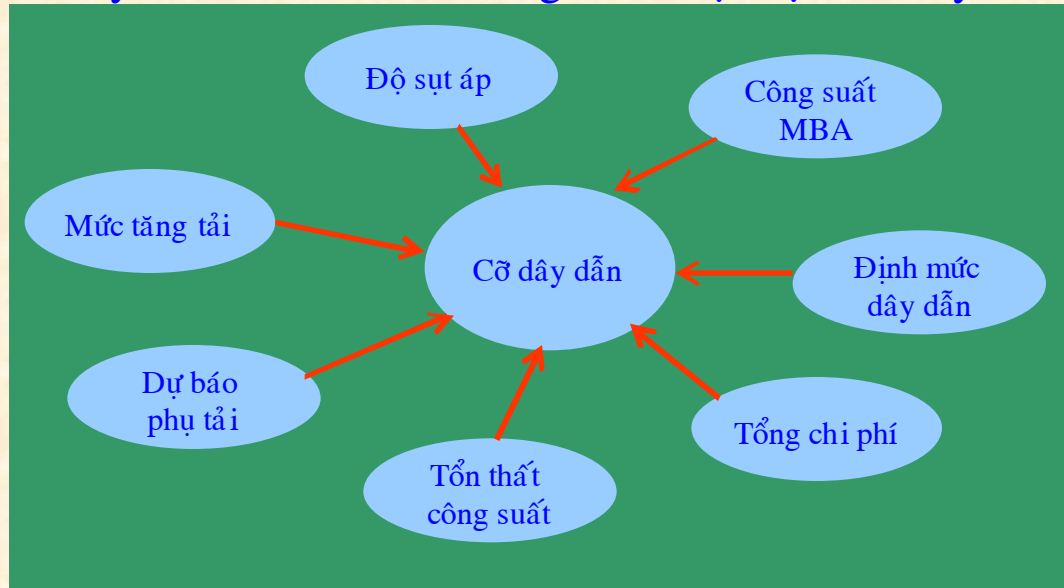 Độ sụt áp
Công suất
MBA
Mức tăng tải
Cỡ dây dẫn
Định mức
dây dẫn
Dự báo
phụ tải
Tổng chi phí
Tổn thất
công suất